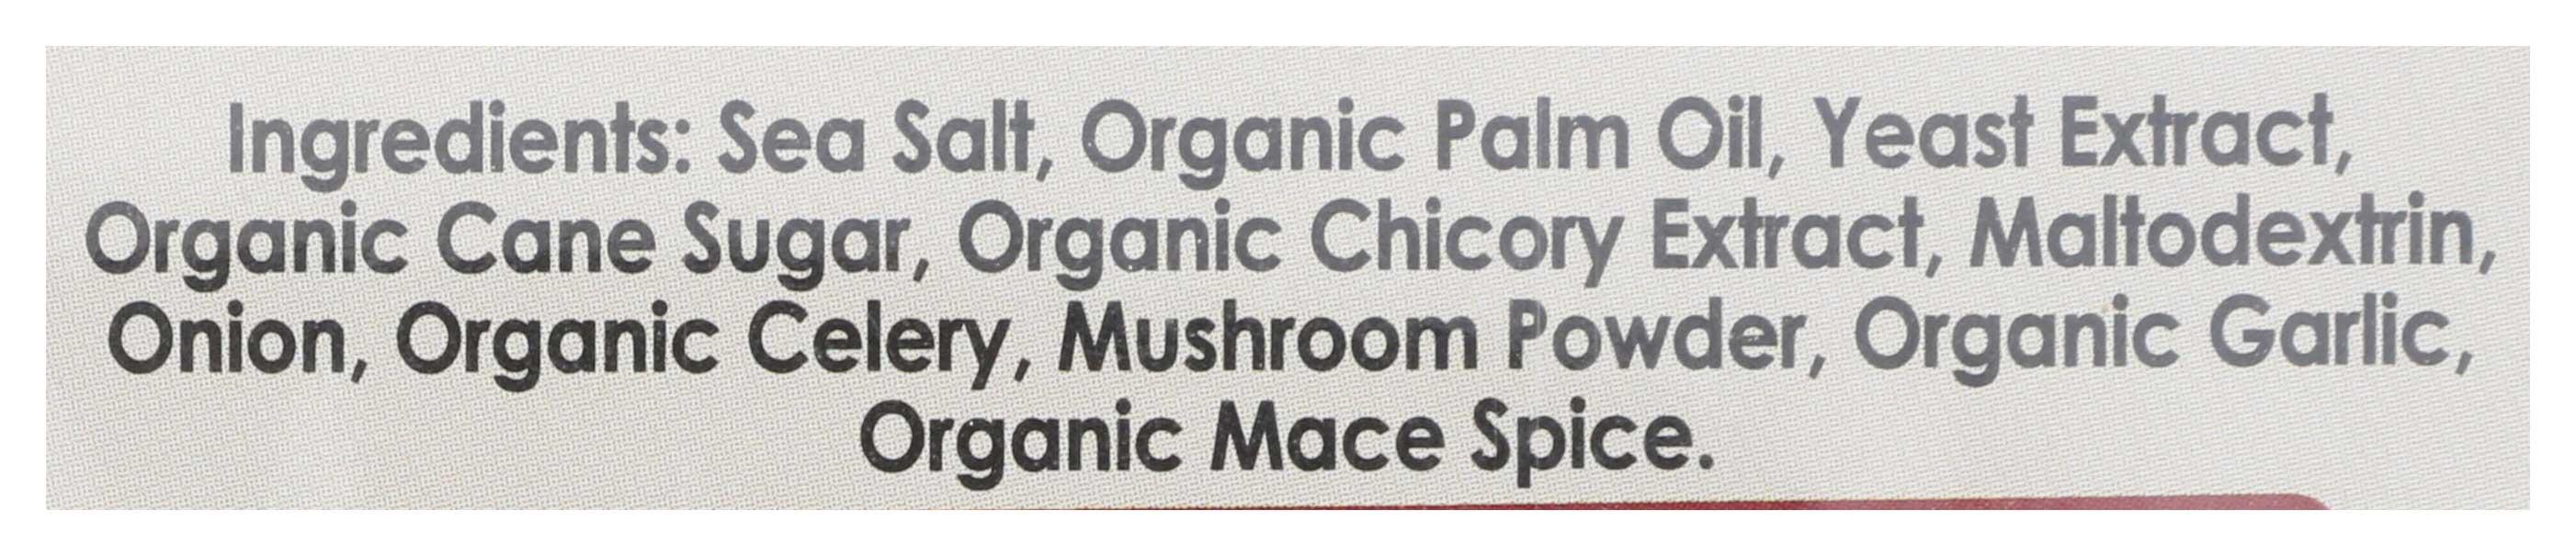 Ingredients: Sea Salt, Organic Palm Oil, Yeast Extract,
Organic Cane Sugar, Organic Chicory Extract, Maltodextrin,
Onion, Organic Celery, Mushroom Powder, Organic Garlic,
Organic Mace Spice.